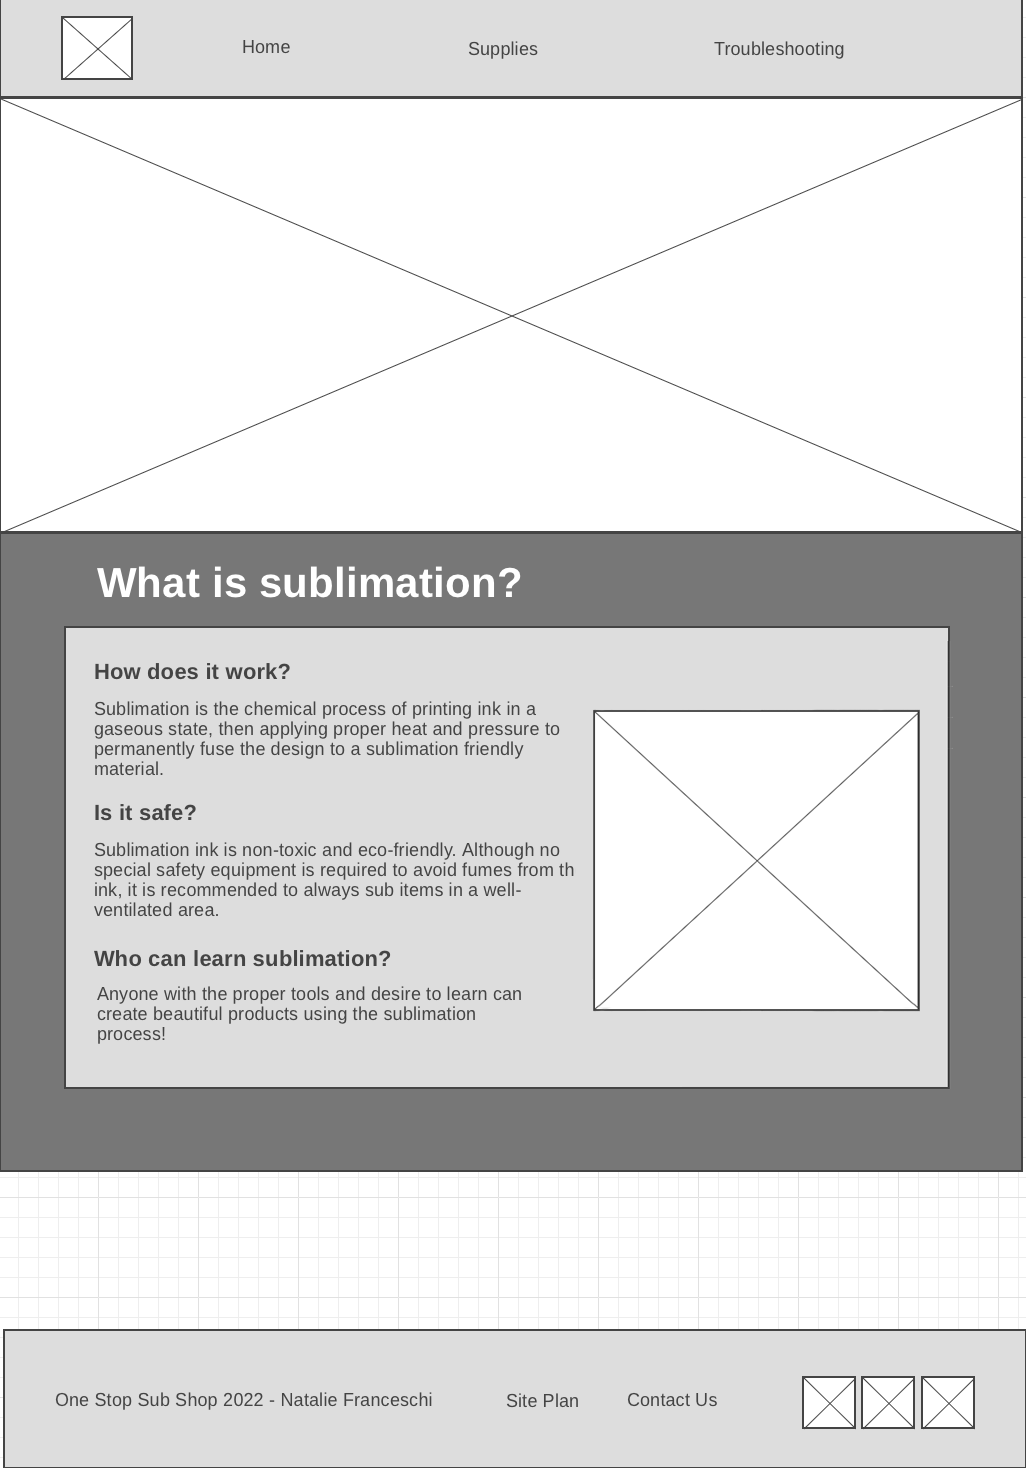 Home
Supplies
Troubleshooting
What is sublimation?
How does it work?
Sublimation is the chemical process of printing ink in a
gaseous state, then applying proper heat and pressure to
permanently fuse the design to a sublimation friendly
material.
Is it safe?
Sublimation ink is non-toxic and eco-friendly. Although no
special safety equipment is required to avoid fumes from th
ink, it is recommended to always sub items in a well-
ventilated area.
Who can learn sublimation?
Anyone with the proper tools and desire to learn can
create beautiful products using the sublimation
process!
One Stop Sub Shop 2022 - Natalie Franceschi
Site Plan
Contact Us